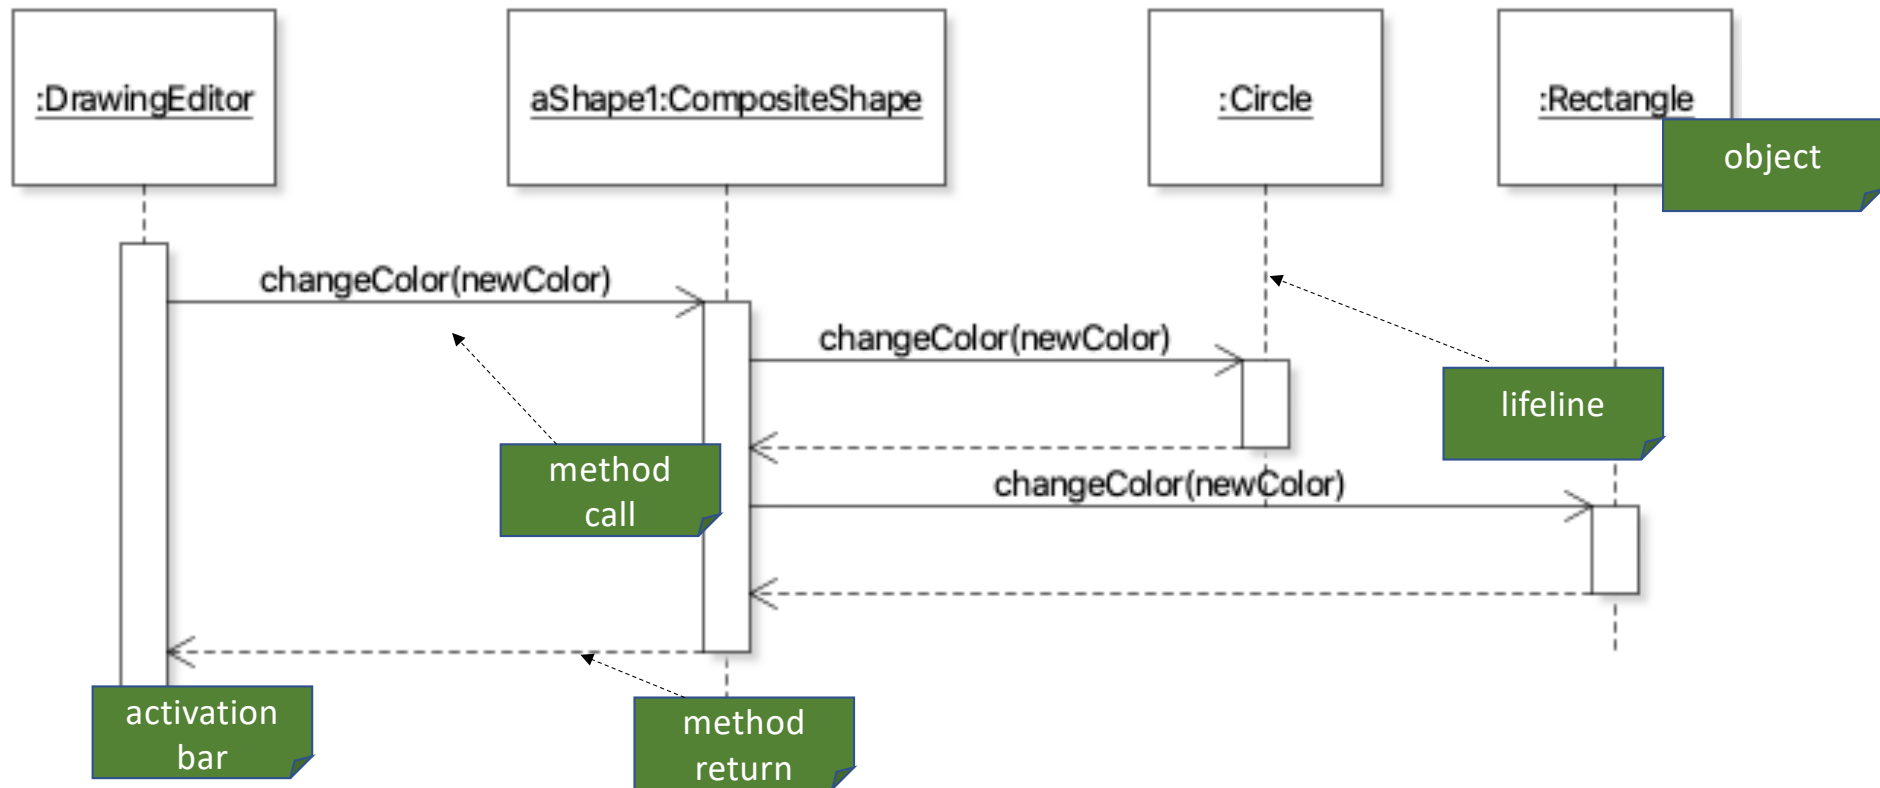 :DrawingEditor
aShape1:CompositeShape
:Circle
:Rectangle
object
changeColor(newColor)
changeColor(newColor)
lifeline
method
call
changeColor(newColor)
activation
bar
method
return